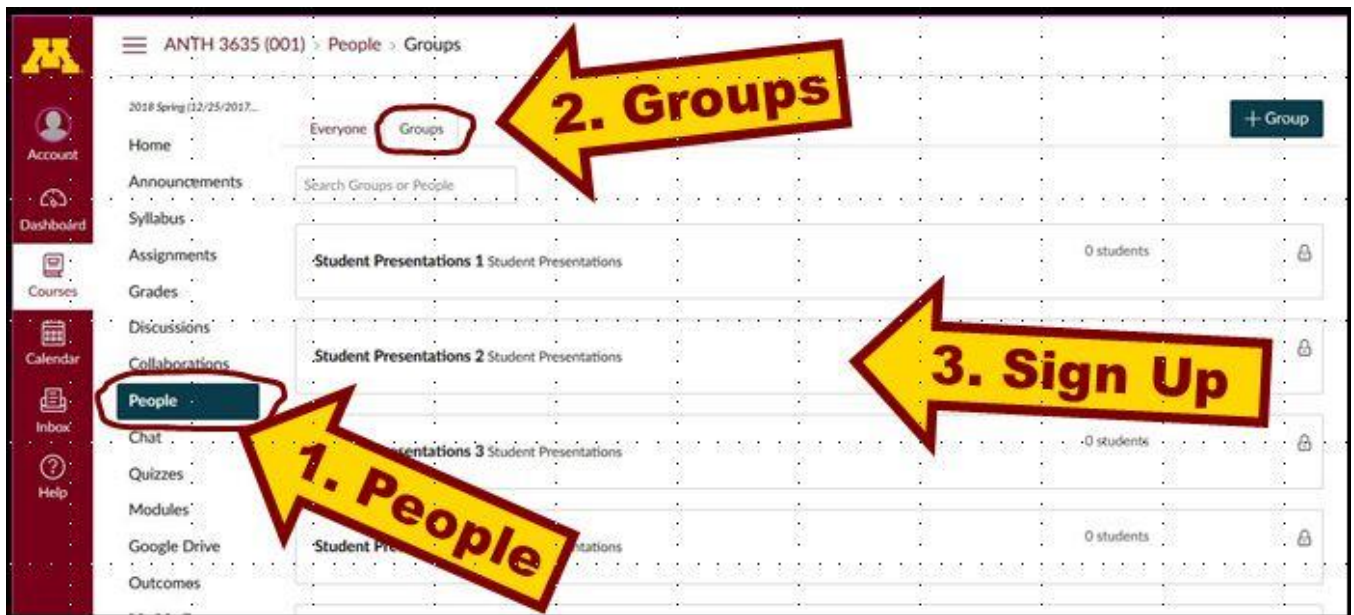 M
ANTH 3635 (001) > People > Groups
2018 Spring (12/25/2017...
Account
Dashboard
Courses
Calendar
Inbox
Help
Home
Announcements
Syllabus
Assignments
Grades
Discussions
Collaborations
People
Chat
Quizzes
Modules
Google Drive
Outcomes
Everyone Groups
+ Group
Search Groups or People
Student Presentations 1 Student Presentations 0 students
Student Presentations 2 Student Presentations
sentations 3 Student Presentations 0 students
Student Pr ntations 0 students
1. People
2. Groups
3. Sign Up